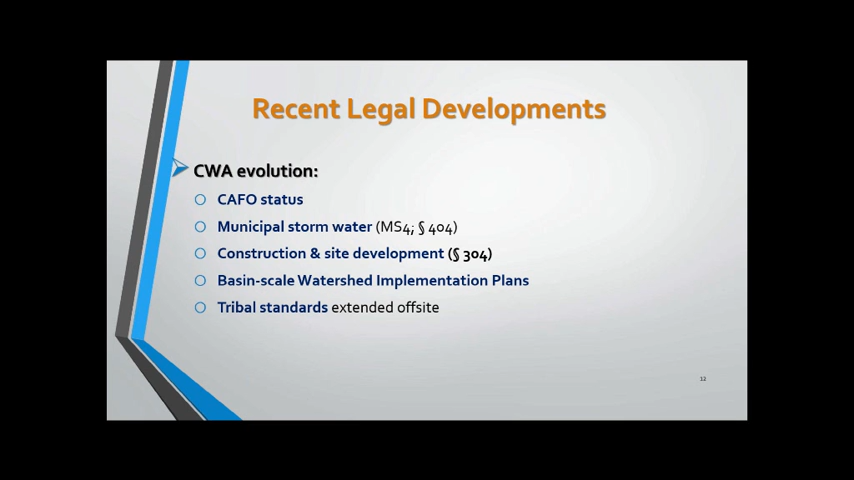 Recent Legal Developments
CWA evolution:
CAFO status
Municipal storm water (MS4; § 404)
Construction & site development (§ 304)
Basin-scale Watershed Implementation Plans
Tribal standards extended offsite
12